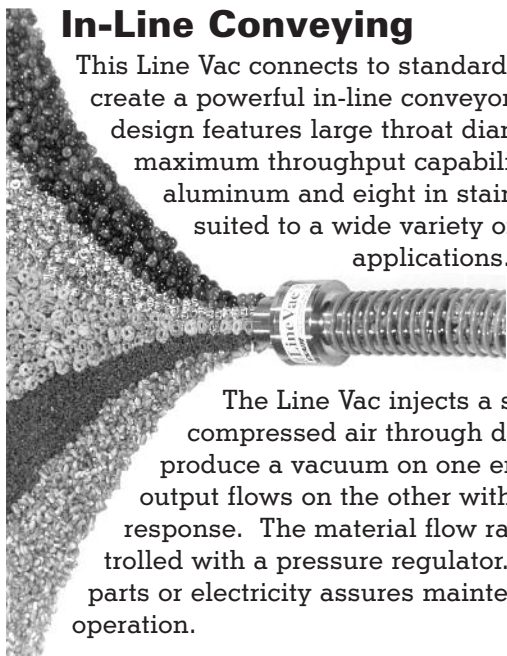 In-Line Conveying
This Line Vac connects to standard
create a powerful in-line conveyor
design features large throat diam
maximum throughput capabili
aluminum and eight in stain
suited to a wide variety o
applications.
Line Vac
The Line Vac injects a s
compressed air through d
produce a vacuum on one en
output flows on the other with
response. The material flow ra
trolled with a pressure regulator.
parts or electricity assures mainte
operation.